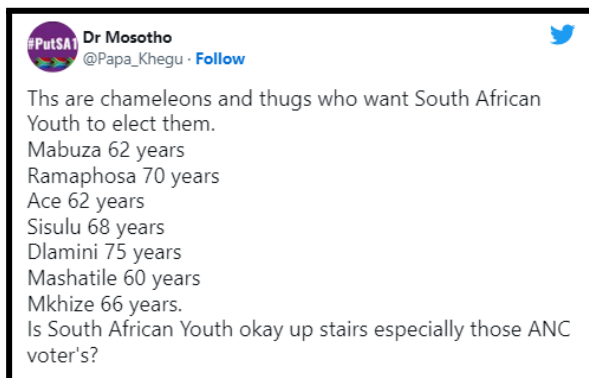 #PutSA1
Dr Mosotho
@Papa_Khegu · Follow
Ths are chameleons and thugs who want South African
Youth to elect them.
Mabuza 62 years
Ramaphosa 70 years
Ace 62 years
Sisulu 68 years
Dlamini 75 years
Mashatile 60 years
Mkhize 66 years.
Is South African Youth okay up stairs especially those ANC
voter's?